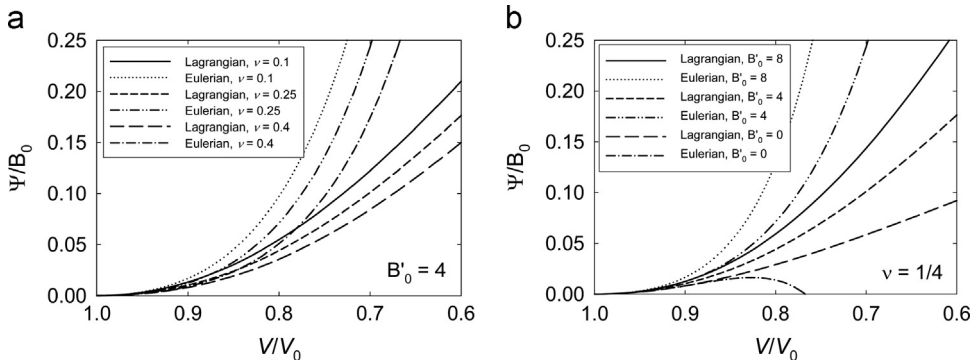 a
Ψ/B₀
0.25
0.20
0.15
0.10
0.05
0.00
Lagrangian, ν = 0.1
Eulerian, ν = 0.1
Lagrangian, ν = 0.25
Eulerian, ν = 0.25
Lagrangian, ν = 0.4
Eulerian, ν = 0.4
B'₀ = 4
1.0 0.9 0.8 0.7 0.6
V/V₀
b
Ψ/B₀
0.25
0.20
0.15
0.10
0.05
0.00
Lagrangian, B'₀ = 8
Eulerian, B'₀ = 8
Lagrangian, B'₀ = 4
Eulerian, B'₀ = 4
Lagrangian, B'₀ = 0
Eulerian, B'₀ = 0
ν = 1/4
1.0 0.9 0.8 0.7 0.6
V/V₀